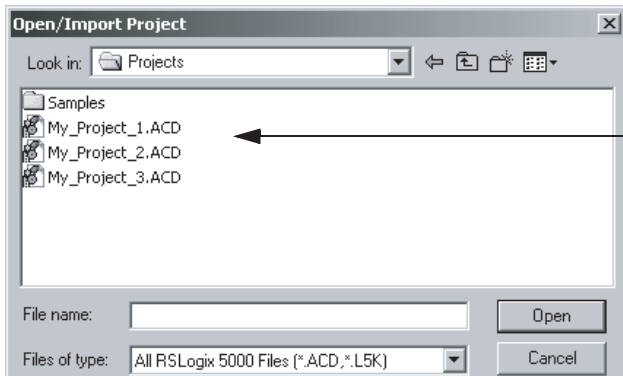 Open/Import Project
Look in: Projects
Samples
My_Project_1.ACD
My_Project_2.ACD
My_Project_3.ACD
File name: Open
Files of type: All RSLogix 5000 Files (*.ACD,*.L5K) Cancel